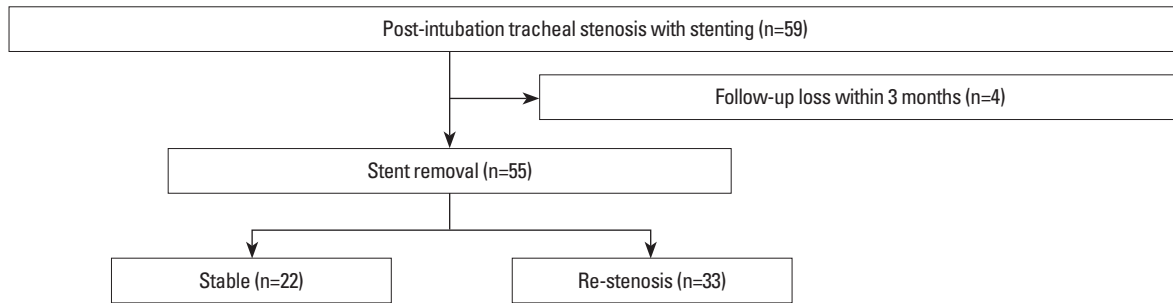 Post-intubation tracheal stenosis with stenting (n=59)
Follow-up loss within 3 months (n=4)
Stent removal (n=55)
Stable (n=22)
Re-stenosis (n=33)